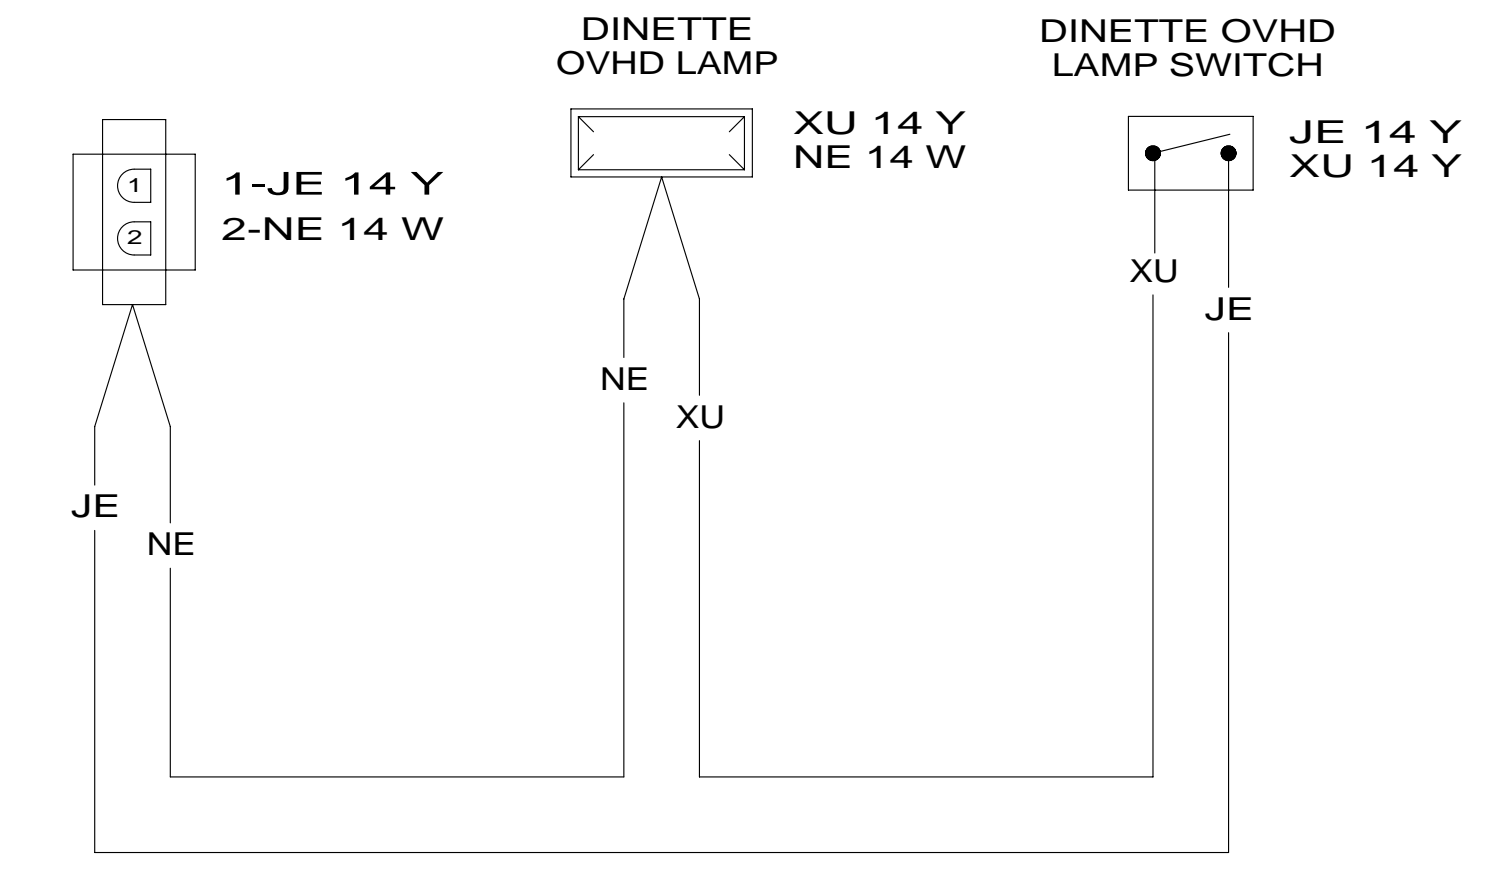 DINETTE
OVHD LAMP
DINETTE OVHD
LAMP SWITCH
XU 14 Y
NE 14 W
JE 14 Y
XU 14 Y
1
2
1-JE 14 Y
2-NE 14 W
XU
JE
NE
XU
JE
NE